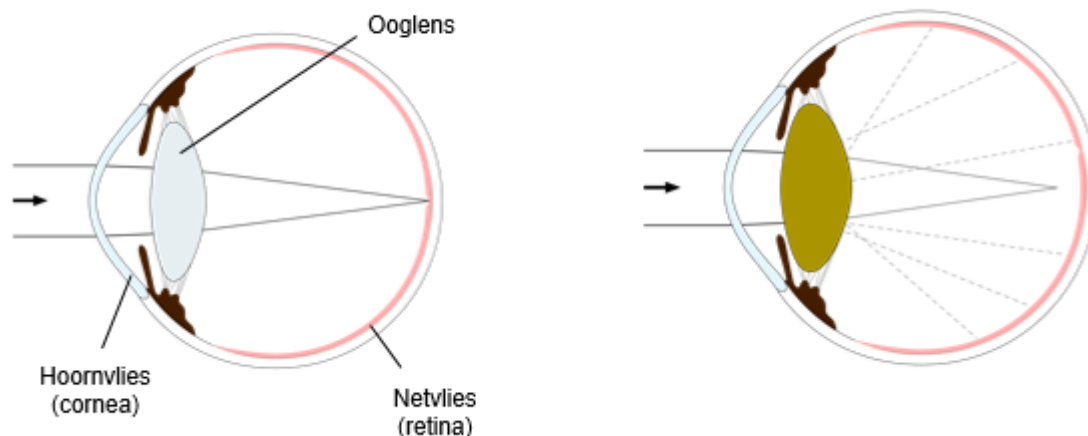 Ooglens
Hoornvlies
(cornea)
Netvlies
(retina)